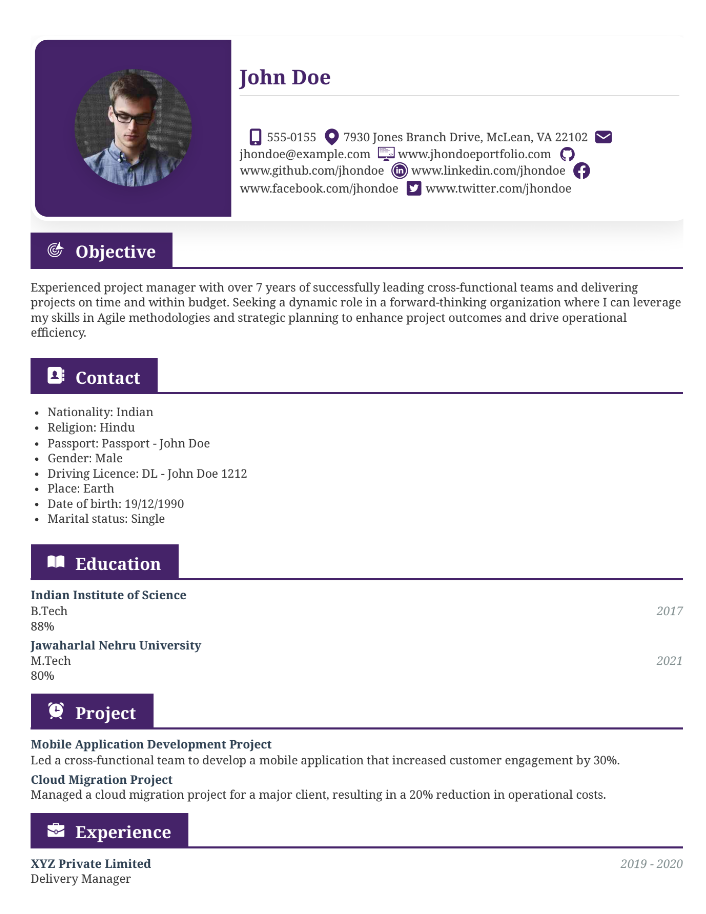 John Doe
555-0155 7930 Jones Branch Drive, McLean, VA 22102
jhondoe@example.com www.jhondoeportfolio.com
www.github.com/jhondoe www.linkedin.com/jhondoe
www.facebook.com/jhondoe www.twitter.com/jhondoe
Objective
Experienced project manager with over 7 years of successfully leading cross-functional teams and delivering
projects on time and within budget. Seeking a dynamic role in a forward-thinking organization where I can leverage
my skills in Agile methodologies and strategic planning to enhance project outcomes and drive operational
efficiency.
Contact
• Nationality: Indian
• Religion: Hindu
• Passport: Passport - John Doe
• Gender: Male
• Driving Licence: DL - John Doe 1212
• Place: Earth
• Date of birth: 19/12/1990
• Marital status: Single
Education
Indian Institute of Science
B.Tech 2017
88%
Jawaharlal Nehru University
M.Tech 2021
80%
Project
Mobile Application Development Project
Led a cross-functional team to develop a mobile application that increased customer engagement by 30%.
Cloud Migration Project
Managed a cloud migration project for a major client, resulting in a 20% reduction in operational costs.
Experience
XYZ Private Limited 2019 - 2020
Delivery Manager